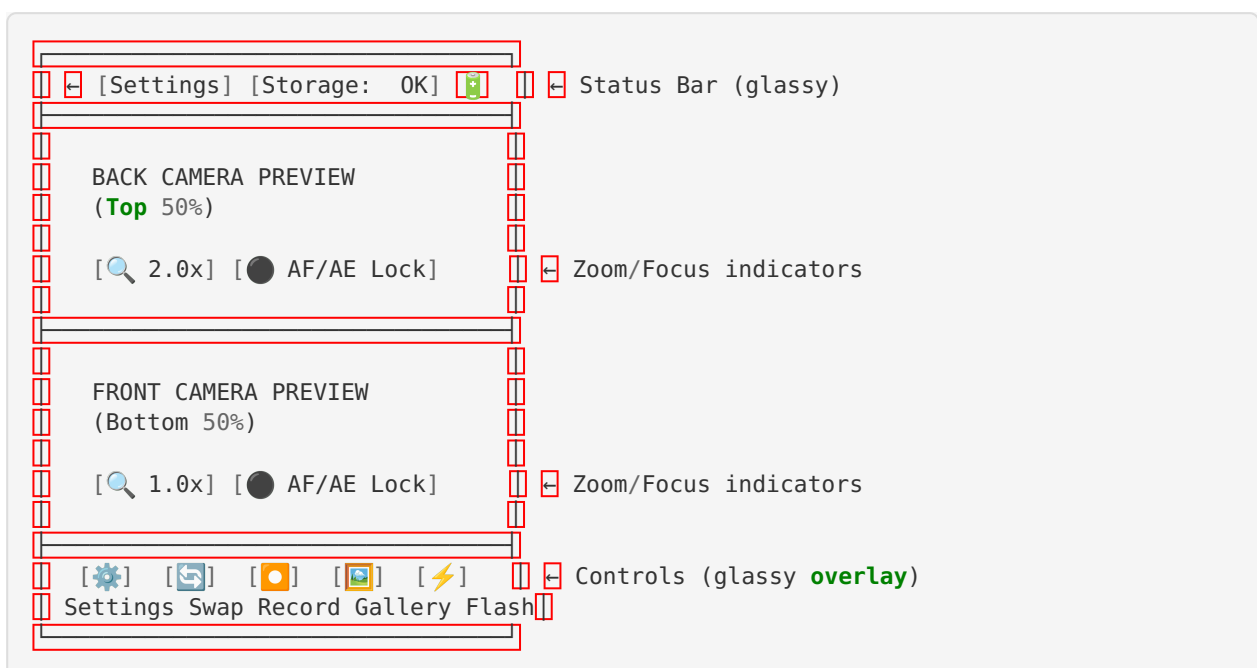 ┌──────────────────────────────────┐
│ ← [Settings] [Storage:  OK] 🔋  │ ← Status Bar (glassy)
├──────────────────────────────────┤
│                                  │
│   BACK CAMERA PREVIEW            │
│   (Top 50%)                      │
│                                  │
│   [🔍 2.0x] [⚫ AF/AE Lock]     │ ← Zoom/Focus indicators
│                                  │
├──────────────────────────────────┤
│                                  │
│   FRONT CAMERA PREVIEW           │
│   (Bottom 50%)                   │
│                                  │
│   [🔍 1.0x] [⚫ AF/AE Lock]     │ ← Zoom/Focus indicators
│                                  │
├──────────────────────────────────┤
│  [⚙️]  [🔄]  [⏺️]  [🖼️]  [⚡]   │ ← Controls (glassy overlay)
│ Settings Swap Record Gallery Flash│
└──────────────────────────────────┘